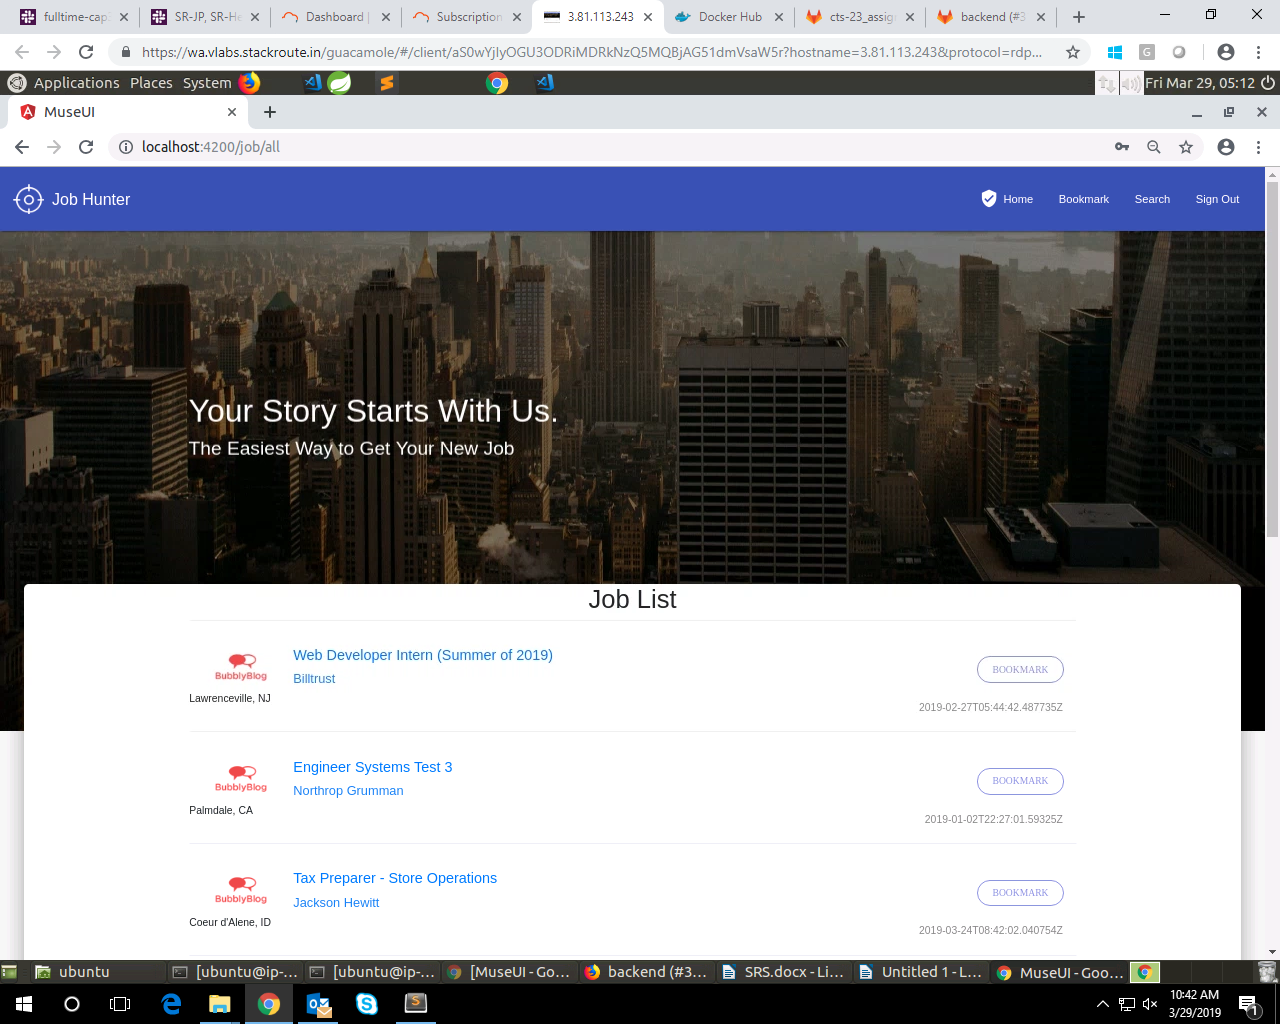 fulltime-cap
SR-JP, SR-He
Dashboard |
Subscription
3.81.113.243
Docker Hub
cts-23_assig
backend (#3
https://wa.vlabs.stackroute.in/guacamole/#/client/aS0wYjIyOGU3ODRiMDRkNzQ5MQBjAG51dmVsaW5r?hostname=3.81.113.243&protocol=rdp...
Applications Places System
Fri Mar 29, 05:12
MuseUI
localhost:4200/job/all
Job Hunter
Home
Bookmark
Search
Sign Out
Your Story Starts With Us.
The Easiest Way to Get Your New Job
Job List
BubblyBlog
Lawrenceville, NJ
Web Developer Intern (Summer of 2019)
Billtrust
BOOKMARK
2019-02-27T05:44:42.487735Z
BubblyBlog
Palmdale, CA
Engineer Systems Test 3
Northrop Grumman
BOOKMARK
2019-01-02T22:27:01.59325Z
BubblyBlog
Coeur d'Alene, ID
Tax Preparer - Store Operations
Jackson Hewitt
BOOKMARK
2019-03-24T08:42:02.040754Z
ubuntu
[ubuntu@ip-...
[ubuntu@ip-...
[MuseUI - Go...
backend (#3...
SRS.docx - Li...
Untitled 1 - L...
MuseUI - Goo...
10:42 AM
3/29/2019
1